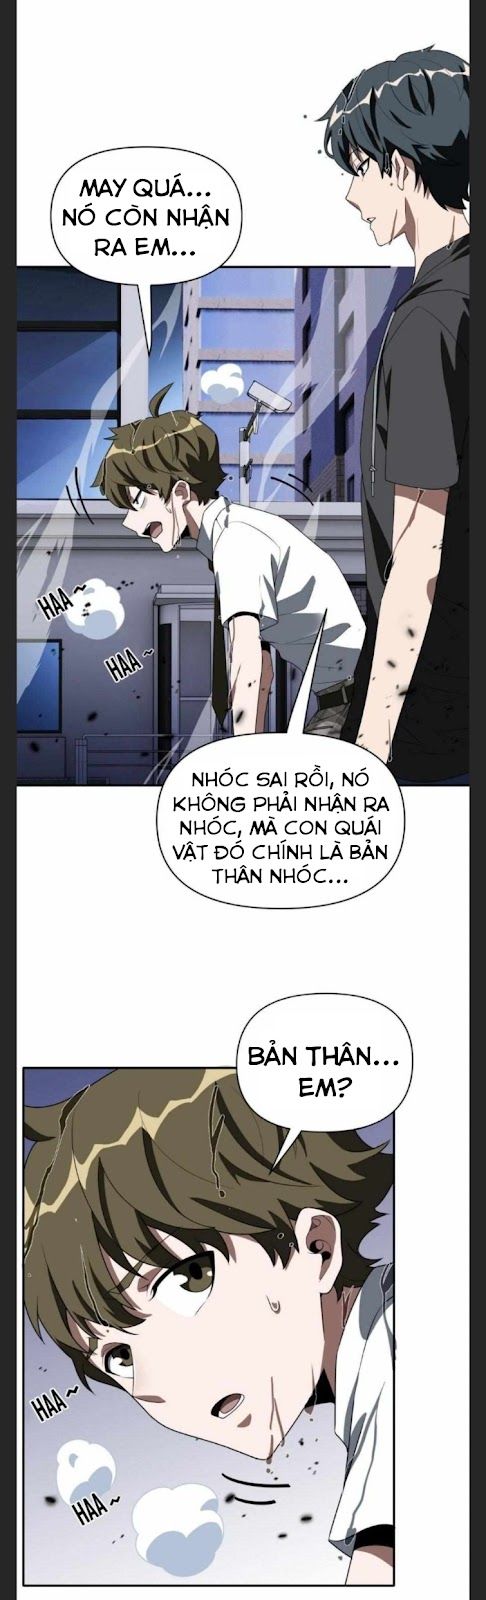 MAY QUÁ...
NÓ CÒN NHẬN
RA EM...
HAA~
HAA~
NHÓC SAI RỒI, NÓ
KHÔNG PHẢI NHẬN RA
NHÓC, MÀ CON QUÁI
VẬT ĐÓ CHÍNH LÀ BẢN
THÂN NHÓC...
BẢN THÂN...
EM?
HAA~
HAA~